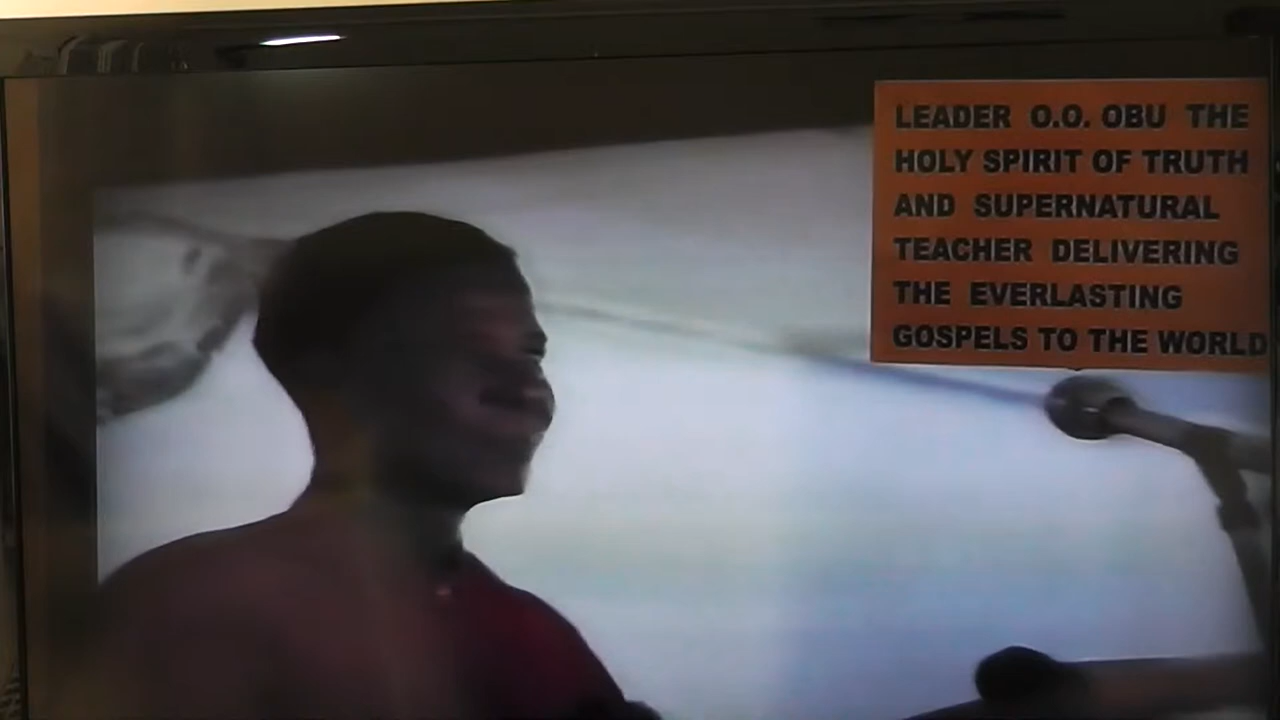 LEADER O.O. OBU THE
HOLY SPIRIT OF TRUTH
AND SUPERNATURAL
TEACHER DELIVERING
THE EVERLASTING
GOSPELS TO THE WORLD